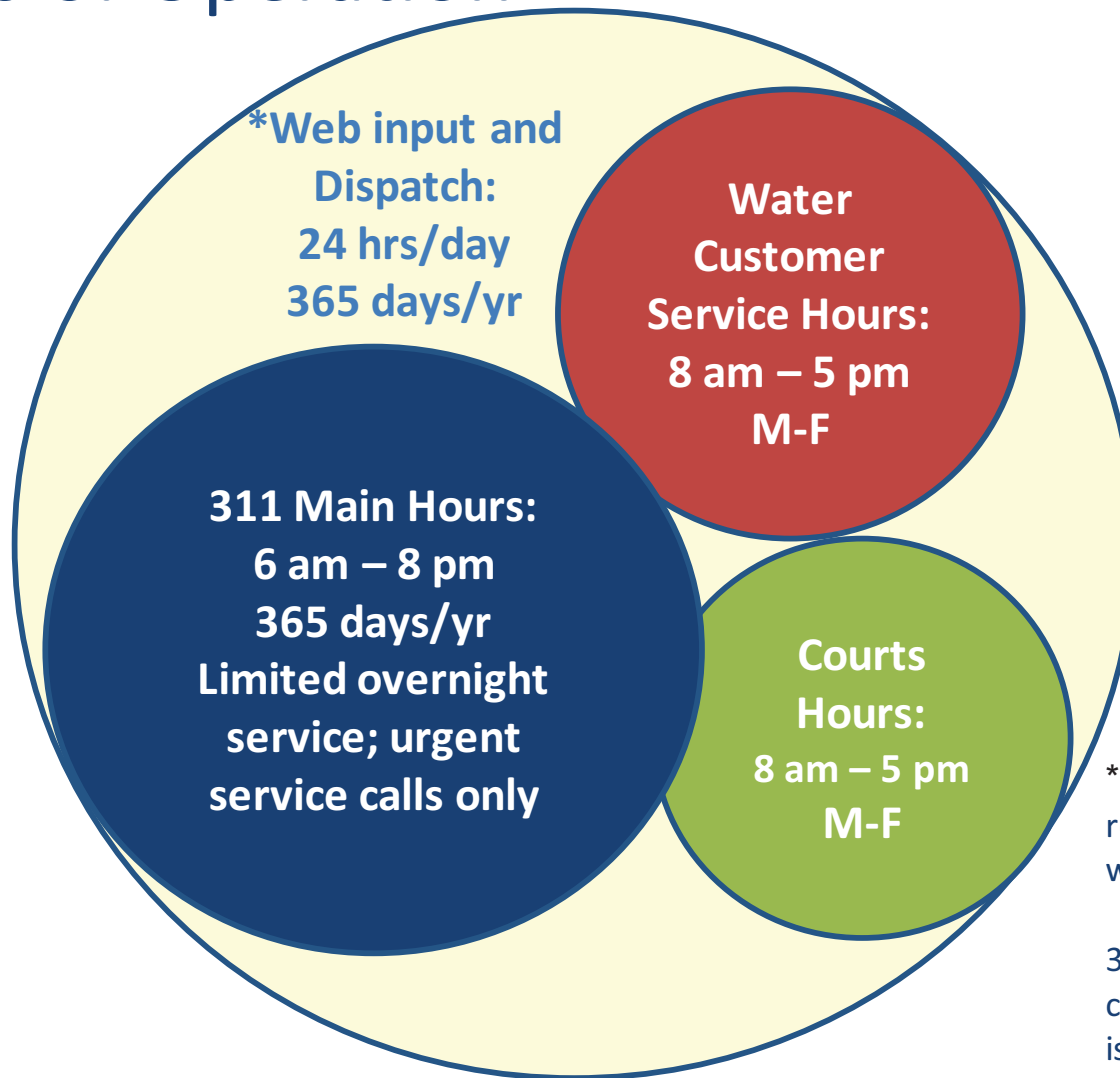 *Web input and
Dispatch:
24 hrs/day
365 days/yr
Water
Customer
Service Hours:
8 am – 5 pm
M-F
311 Main Hours:
6 am – 8 pm
365 days/yr
Limited overnight
service; urgent
service calls only
Courts
Hours:
8 am – 5 pm
M-F
*